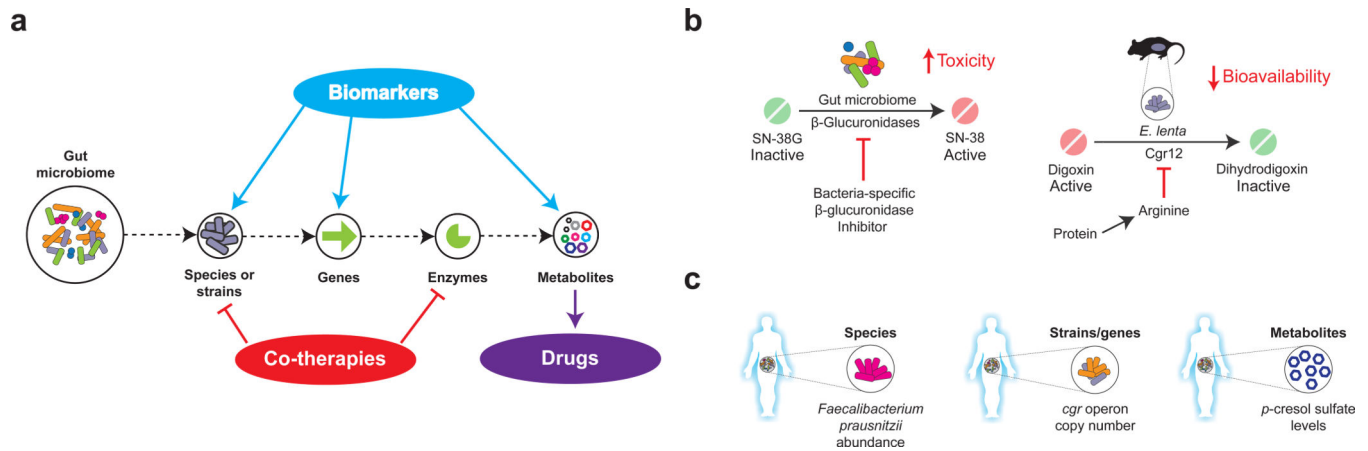 a
Biomarkers
Gut
microbiome
Species or
strains
Genes
Enzymes
Metabolites
Co-therapies
Drugs
b
Toxicity
Gut microbiome
β-Glucuronidases
SN-38G
Inactive
SN-38
Active
Bacteria-specific
β-glucuronidase
Inhibitor
Bioavailability
E. lenta
Cgr12
Digoxin
Active
Dihydrodigoxin
Inactive
Arginine
Protein
c
Species
Faecalibacterium
prausnitzii
abundance
Strains/genes
cgr operon
copy number
Metabolites
p-cresol sulfate
levels